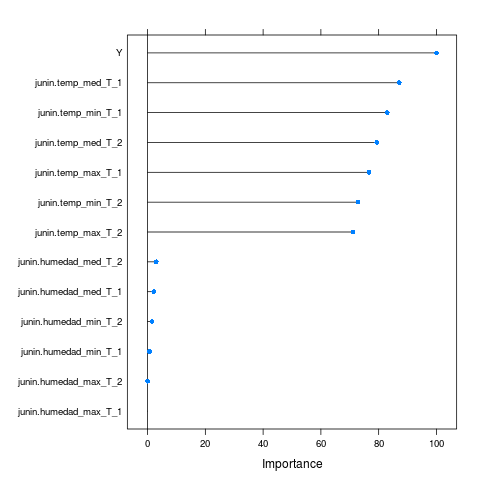 Y
junin.temp_med_T_1
junin.temp_min_T_1
junin.temp_med_T_2
junin.temp_max_T_1
junin.temp_min_T_2
junin.temp_max_T_2
junin.humedad_med_T_2
junin.humedad_med_T_1
junin.humedad_min_T_2
junin.humedad_min_T_1
junin.humedad_max_T_2
junin.humedad_max_T_1
0 20 40 60 80 100
Importance